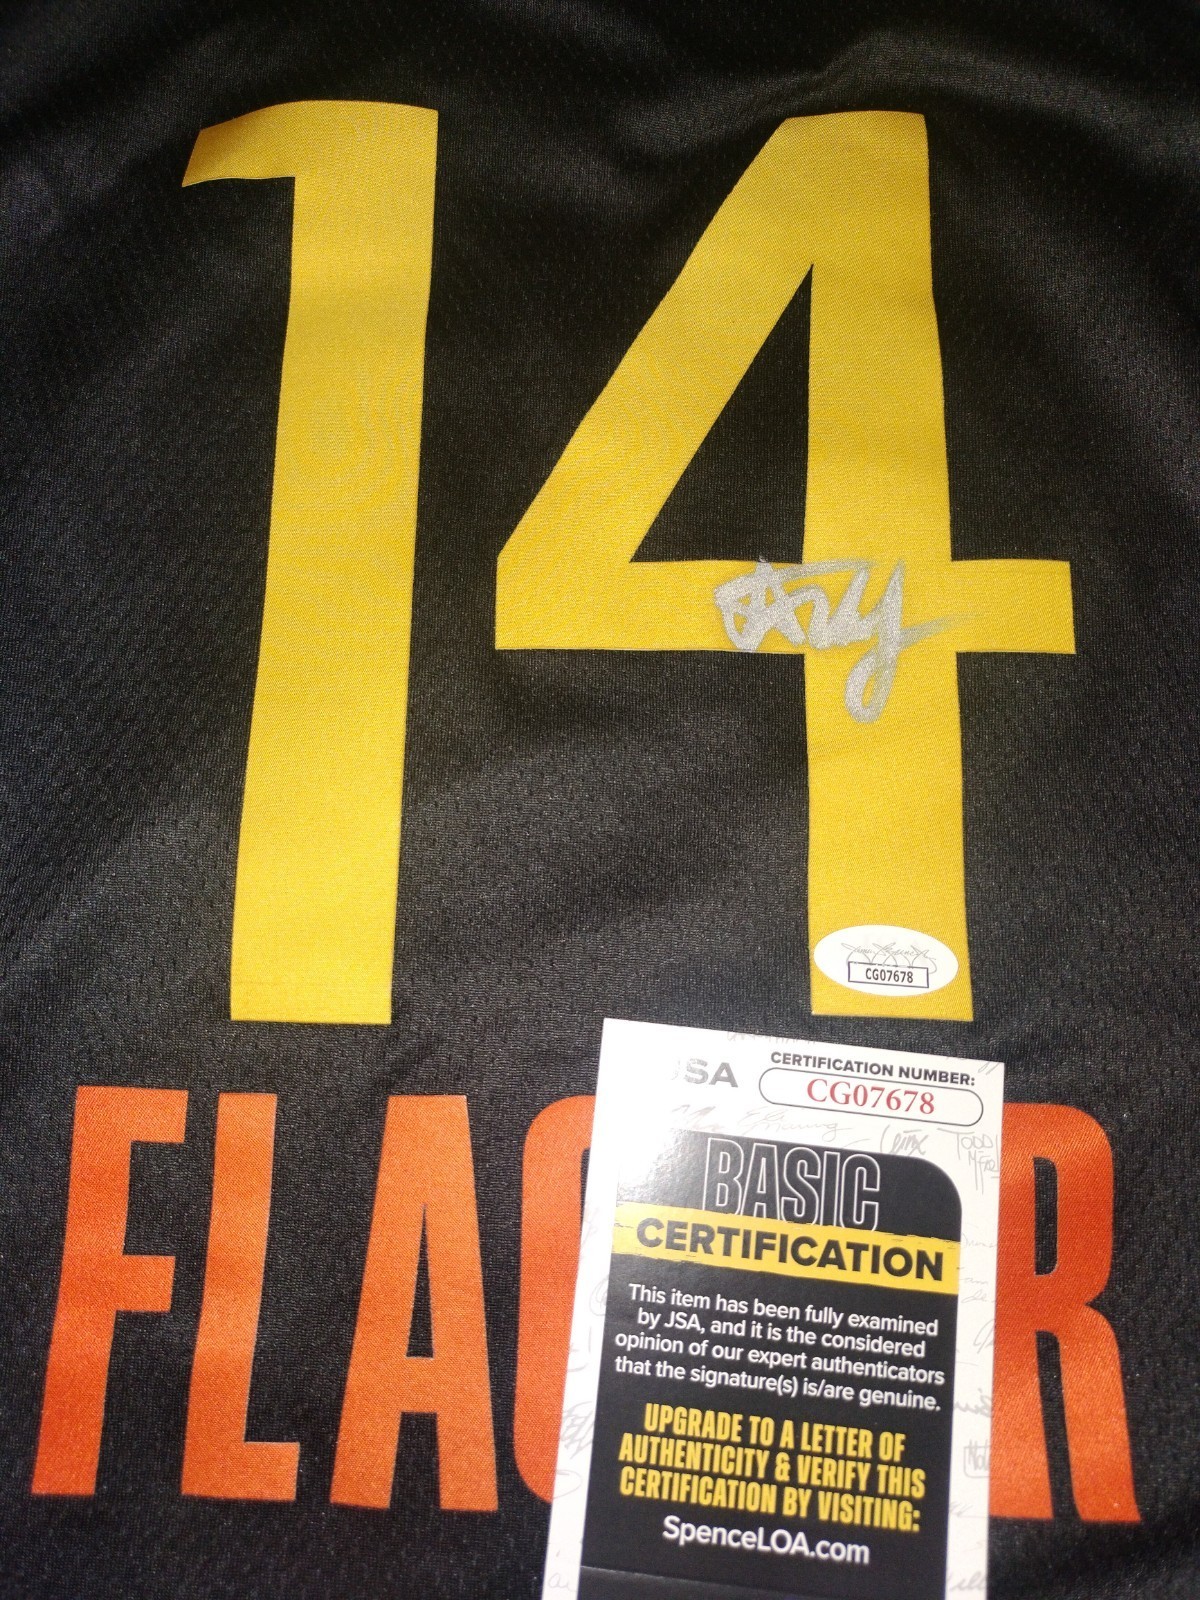 14
CG07678
FLA R
JSA
CERTIFICATION NUMBER:
CG07678
BASIC
CERTIFICATION
This item has been fully examined
by JSA, and it is the considered
opinion of our expert authenticators
that the signature(s) is/are genuine.
UPGRADE TO A LETTER OF
AUTHENTICITY & VERIFY THIS
CERTIFICATION BY VISITING:
SpenceLOA.com